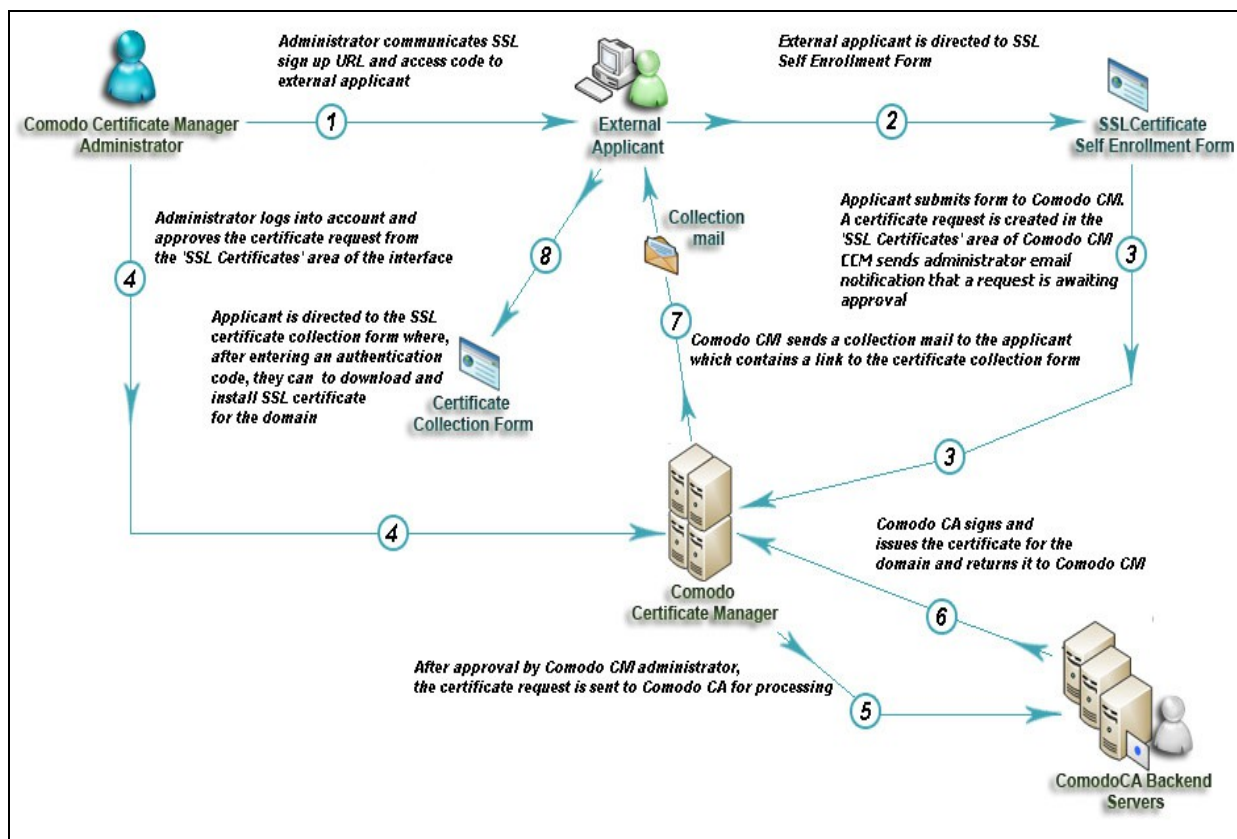 Administrator communicates SSL
sign up URL and access code to
external applicant
External applicant is directed to SSL
Self Enrollment Form
Comodo Certificate Manager
Administrator
1
External
Applicant
2
SSLCertificate
Self Enrollment Form
Administrator logs into account and
approves the certificate request from
the 'SSL Certificates' area of the interface
4
Collection
mail
Applicant submits form to Comodo CM.
A certificate request is created in the
'SSL Certificates' area of Comodo CM
CCM sends administrator email
notification that a request is awaiting
approval
3
8
Applicant is directed to the SSL
certificate collection form where,
after entering an authentication
code, they can to download and
install SSL certificate
for the domain
Certificate
Collection Form
7
Comodo CM sends a collection mail to the applicant
which contains a link to the certificate collection form
3
4
Comodo
Certificate Manager
Comodo CA signs and
issues the certificate for the
domain and returns it to Comodo CM
6
After approval by Comodo CM administrator,
the certificate request is sent to Comodo CA for processing
5
ComodoCA Backend
Servers